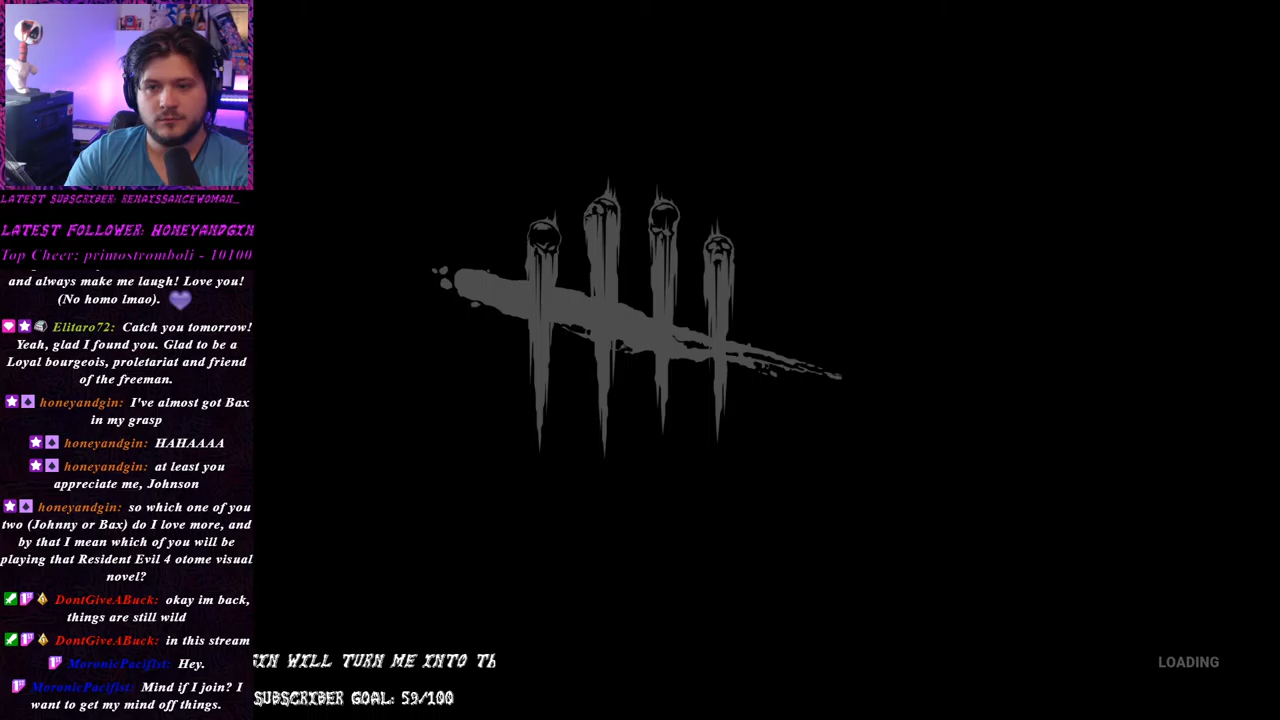 LATEST SUBSCRIBER: RENAISSANCEWOMAN_
LATEST FOLLOWER: HONEYANDGIN
Top Cheer: primostromboli - 10100
and always make me laugh! Love you!
(No homo lmao).
Elitaro72: Catch you tomorrow!
Yeah, glad I found you. Glad to be a
Loyal bourgeois, proletariat and friend
of the freeman.
honeyandgin: I've almost got Bax
in my grasp
honeyandgin: HAHAAAA
honeyandgin: at least you
appreciate me, Johnson
honeyandgin: so which one of you
two (Johnny or Bax) do I love more, and
by that I mean which of you will be
playing that Resident Evil 4 otome visual
novel?
DontGiveABuck: okay im back,
things are still wild
DontGiveABuck: in this stream
MoronicPacifist: Hey.
MoronicPacifist: Mind if I join? I
want to get my mind off things.
GIN WILL TURN ME INTO TH
SUBSCRIBER GOAL: 59/100
LOADING